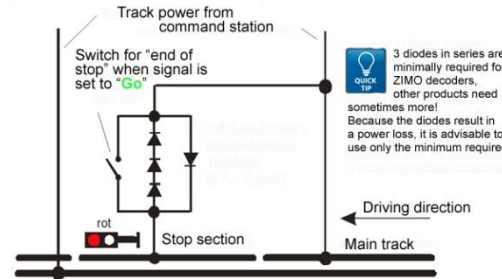 Track power from
command station
Switch for "end of
stop" when signal is
set to "Go"
QUICK
TIP
3 diodes in series are
minimally required fo
ZIMO decoders,
other products need
sometimes more!
Because the diodes result in
a power loss, it is advisable to
use only the minimum require
Driving direction
rot
Stop section
Main track